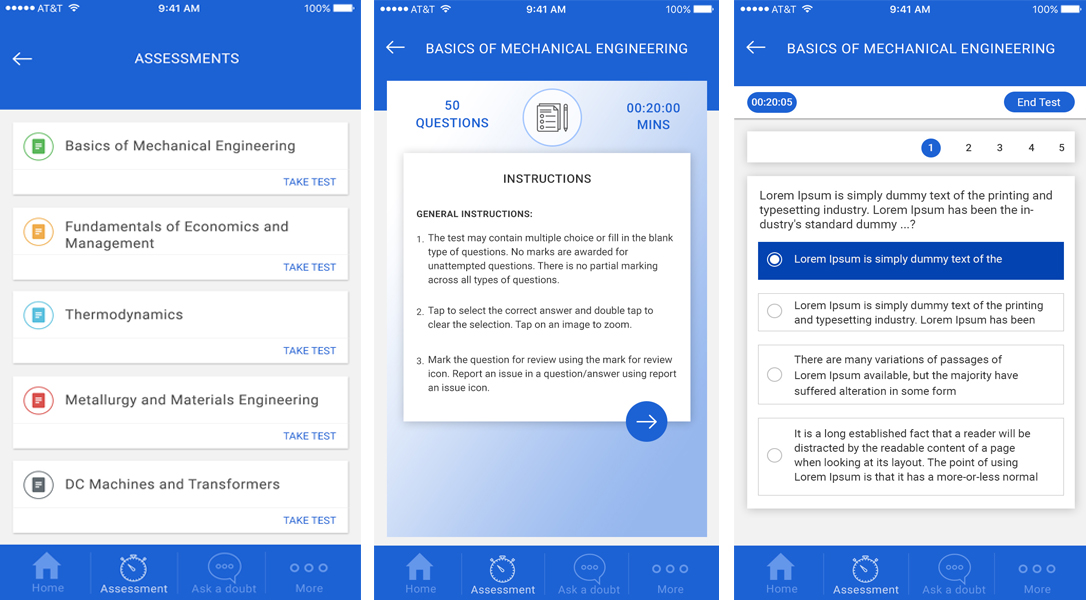 AT&T 9:41 AM 100%
ASSESSMENTS
Basics of Mechanical Engineering
TAKE TEST
Fundamentals of Economics and
Management
TAKE TEST
Thermodynamics
TAKE TEST
Metallurgy and Materials Engineering
TAKE TEST
DC Machines and Transformers
TAKE TEST
Home Assessment Ask a doubt More
AT&T 9:41 AM 100%
BASICS OF MECHANICAL ENGINEERING
50
QUESTIONS
00:20:00
MINS
INSTRUCTIONS
GENERAL INSTRUCTIONS:
1. The test may contain multiple choice or fill in the blank
type of questions. No marks are awarded for
unattempted questions. There is no partial marking
across all types of questions.
2. Tap to select the correct answer and double tap to
clear the selection. Tap on an image to zoom.
3. Mark the question for review using the mark for review
icon. Report an issue in a question/answer using report
an issue icon.
Home Assessment Ask a doubt More
AT&T 9:41 AM 100%
BASICS OF MECHANICAL ENGINEERING
00:20:05 End Test
1 2 3 4 5
Lorem Ipsum is simply dummy text of the printing and
typesetting industry. Lorem Ipsum has been the in-
dustry's standard dummy ...?
Lorem Ipsum is simply dummy text of the
Lorem Ipsum is simply dummy text of the printing
and typesetting industry. Lorem Ipsum has been
There are many variations of passages of
Lorem Ipsum available, but the majority have
suffered alteration in some form
It is a long established fact that a reader will be
distracted by the readable content of a page
when looking at its layout. The point of using
Lorem Ipsum is that it has a more-or-less normal
Home Assessment Ask a doubt More